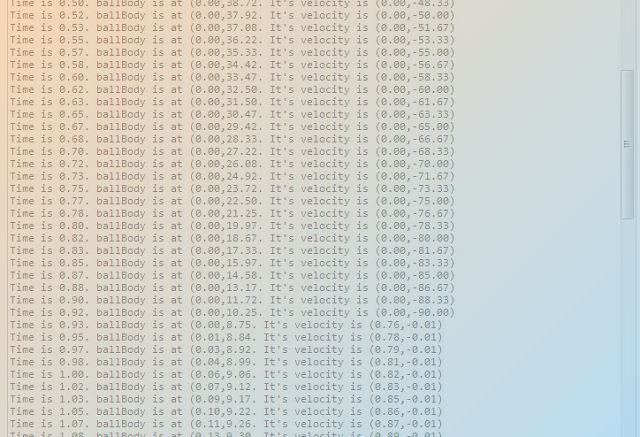 Time is 0.50. ballBody is at (0.00,38.72. It's velocity is (0.00,-48.33)
Time is 0.52. ballBody is at (0.00,37.92. It's velocity is (0.00,-50.00)
Time is 0.53. ballBody is at (0.00,37.08. It's velocity is (0.00,-51.67)
Time is 0.55. ballBody is at (0.00,36.22. It's velocity is (0.00,-53.33)
Time is 0.57. ballBody is at (0.00,35.33. It's velocity is (0.00,-55.00)
Time is 0.58. ballBody is at (0.00,34.42. It's velocity is (0.00,-56.67)
Time is 0.60. ballBody is at (0.00,33.47. It's velocity is (0.00,-58.33)
Time is 0.62. ballBody is at (0.00,32.50. It's velocity is (0.00,-60.00)
Time is 0.63. ballBody is at (0.00,31.50. It's velocity is (0.00,-61.67)
Time is 0.65. ballBody is at (0.00,30.47. It's velocity is (0.00,-63.33)
Time is 0.67. ballBody is at (0.00,29.42. It's velocity is (0.00,-65.00)
Time is 0.68. ballBody is at (0.00,28.33. It's velocity is (0.00,-66.67)
Time is 0.70. ballBody is at (0.00,27.22. It's velocity is (0.00,-68.33)
Time is 0.72. ballBody is at (0.00,26.08. It's velocity is (0.00,-70.00)
Time is 0.73. ballBody is at (0.00,24.92. It's velocity is (0.00,-71.67)
Time is 0.75. ballBody is at (0.00,23.72. It's velocity is (0.00,-73.33)
Time is 0.77. ballBody is at (0.00,22.50. It's velocity is (0.00,-75.00)
Time is 0.78. ballBody is at (0.00,21.25. It's velocity is (0.00,-76.67)
Time is 0.80. ballBody is at (0.00,19.97. It's velocity is (0.00,-78.33)
Time is 0.82. ballBody is at (0.00,18.67. It's velocity is (0.00,-80.00)
Time is 0.83. ballBody is at (0.00,17.33. It's velocity is (0.00,-81.67)
Time is 0.85. ballBody is at (0.00,15.97. It's velocity is (0.00,-83.33)
Time is 0.87. ballBody is at (0.00,14.58. It's velocity is (0.00,-85.00)
Time is 0.88. ballBody is at (0.00,13.17. It's velocity is (0.00,-86.67)
Time is 0.90. ballBody is at (0.00,11.72. It's velocity is (0.00,-88.33)
Time is 0.92. ballBody is at (0.00,10.25. It's velocity is (0.00,-90.00)
Time is 0.93. ballBody is at (0.00,8.75. It's velocity is (0.76,-0.01)
Time is 0.95. ballBody is at (0.01,8.84. It's velocity is (0.78,-0.01)
Time is 0.97. ballBody is at (0.03,8.92. It's velocity is (0.79,-0.01)
Time is 0.98. ballBody is at (0.04,8.99. It's velocity is (0.81,-0.01)
Time is 1.00. ballBody is at (0.06,9.06. It's velocity is (0.82,-0.01)
Time is 1.02. ballBody is at (0.07,9.12. It's velocity is (0.83,-0.01)
Time is 1.03. ballBody is at (0.09,9.17. It's velocity is (0.85,-0.01)
Time is 1.05. ballBody is at (0.10,9.22. It's velocity is (0.86,-0.01)
Time is 1.07. ballBody is at (0.11,9.26. It's velocity is (0.87,-0.01)
Time is 1.08. ballBody is at (0.13,9.30. It's velocity is (0.89,-0.01)